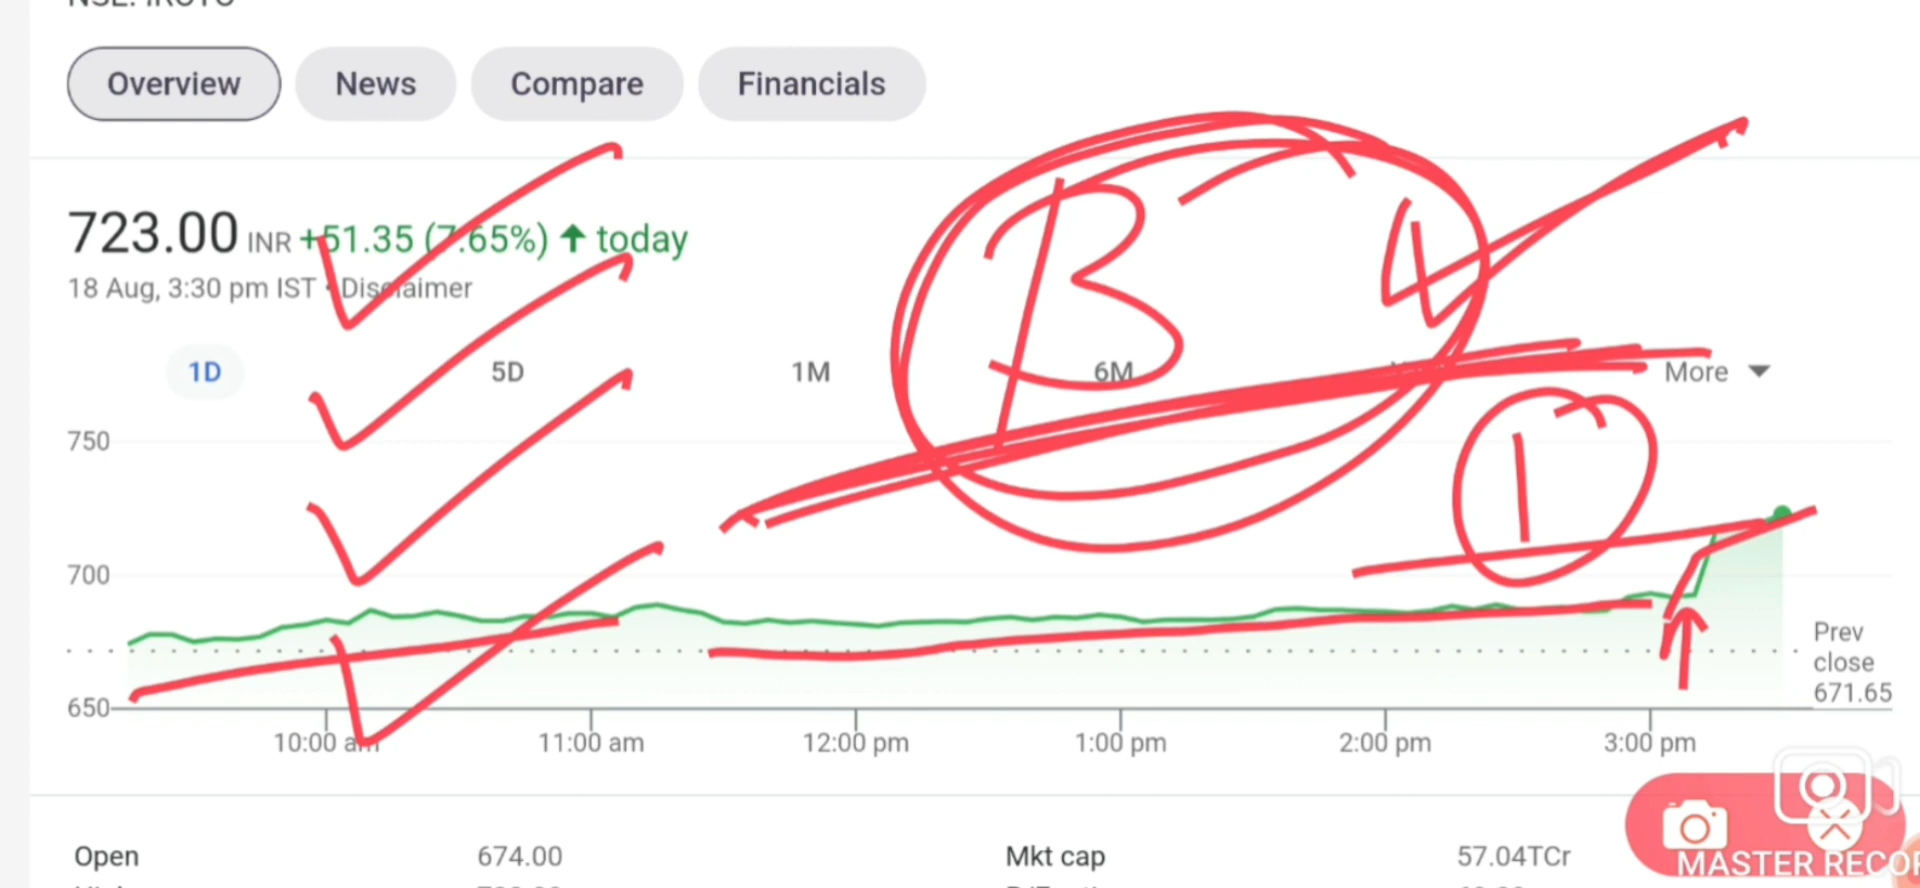 Overview News Compare Financials
723.00 INR +51.35 (7.65%) ↑ today
18 Aug, 3:30 pm IST • Disclaimer
B 4
1D 5D 1M 6M More
1
750
700
Prev
close
671.65
650
10:00 am 11:00 am 12:00 pm 1:00 pm 2:00 pm 3:00 pm
Open 674.00 Mkt cap 57.04TCr
MASTER RECOR